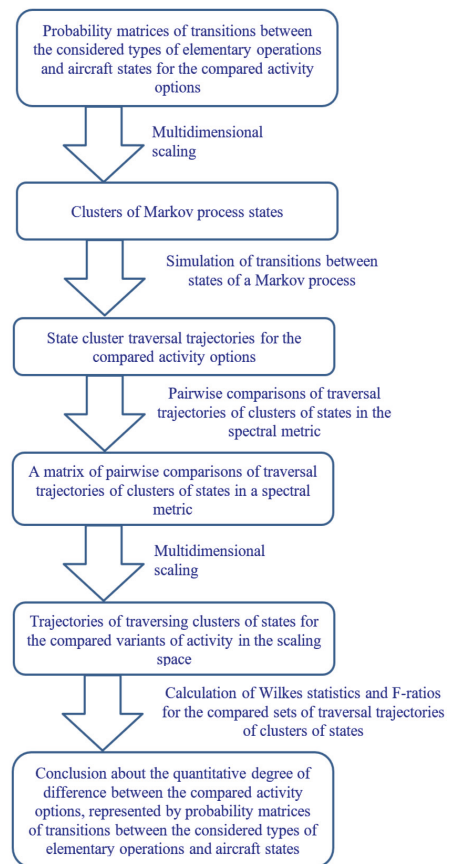 Probability matrices of transitions between
the considered types of elementary operations
and aircraft states for the compared activity
options
Multidimensional
scaling
Clusters of Markov process states
Simulation of transitions between
states of a Markov process
State cluster traversal trajectories for the
compared activity options
Pairwise comparisons of traversal
trajectories of clusters of states in the
spectral metric
A matrix of pairwise comparisons of traversal
trajectories of clusters of states in a spectral
metric
Multidimensional
scaling
Trajectories of traversing clusters of states for
the compared variants of activity in the scaling
space
Calculation of Wilkes statistics and F-ratios
for the compared sets of traversal trajectories
of clusters of states
Conclusion about the quantitative degree of
difference between the compared activity
options, represented by probability matrices
of transitions between the considered types of
elementary operations and aircraft states